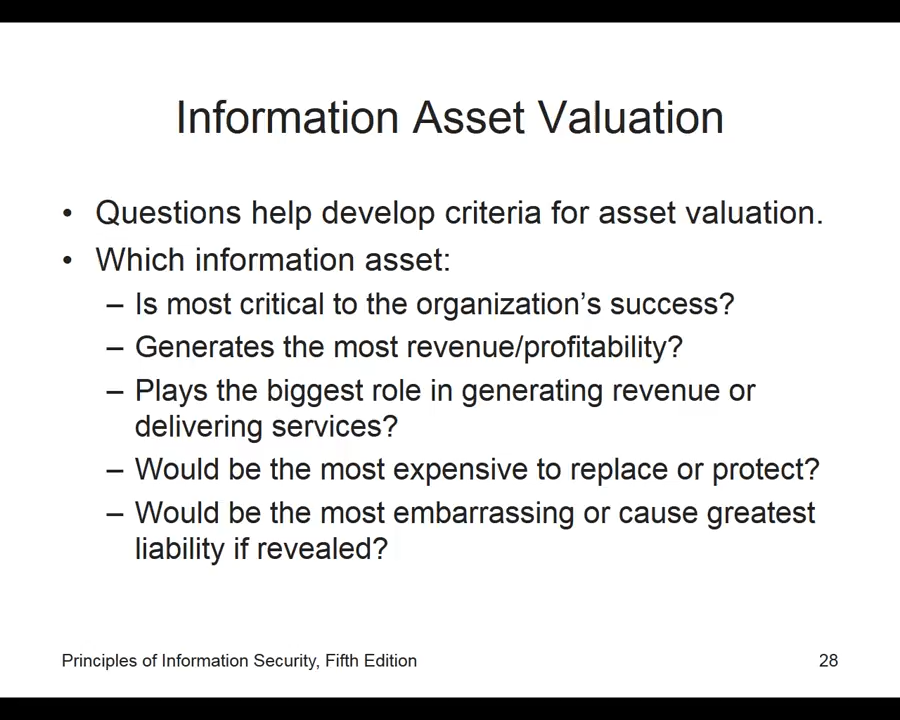 Information Asset Valuation
• Questions help develop criteria for asset valuation.
• Which information asset:
– Is most critical to the organization’s success?
– Generates the most revenue/profitability?
– Plays the biggest role in generating revenue or
delivering services?
– Would be the most expensive to replace or protect?
– Would be the most embarrassing or cause greatest
liability if revealed?
Principles of Information Security, Fifth Edition
28